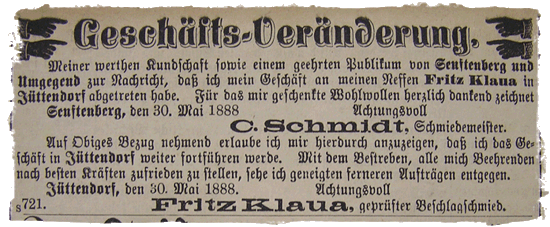 Geschäfts-Veränderung,
Meiner werthen Kundschaft sowie einem geehrten Publikum von Senftenberg und
Umgegend zur Nachricht, daß ich mein Geschäft an meinen Neffen Fritz Klaua in
Jüttendorf abgetreten habe. Für das mir geschenkte Wohlwollen herzlich dankend zeichnet
Senftenberg, den 30. Mai 1888 Achtungsvoll
C. Schmidt, Schmiedemeister.
Auf Obiges Bezug nehmend erlaube ich mir hierdurch anzuzeigen, daß ich das Ge-
schäft in Jüttendorf weiter fortführen werde. Mit dem Bestreben, alle mich Beehrenden
nach besten Kräften zufrieden zu stellen, sehe ich geneigten ferneren Aufträgen entgegen.
Jüttendorf, den 30. Mai 1888. Achtungsvoll
s721. Fritz Klaua, geprüfter Beschlagschmied.